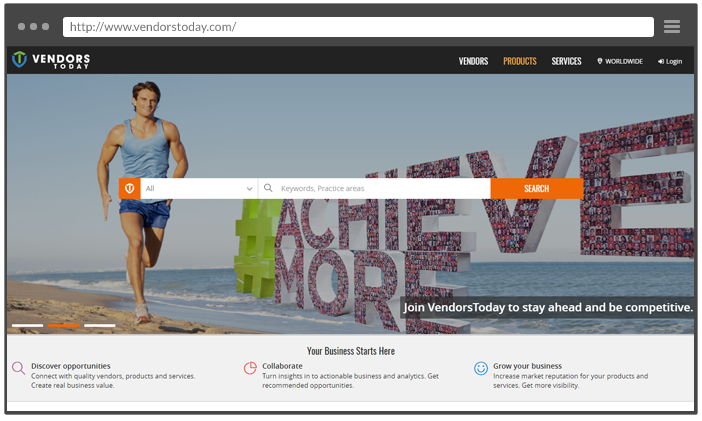 http://www.vendorstoday.com/
VENDORS
TODAY
VENDORS
PRODUCTS
SERVICES
WORLDWIDE
Login
All
Keywords, Practice areas
SEARCH
#ACHIEVE
#MORE
Join VendorsToday to stay ahead and be competitive.
Your Business Starts Here
Discover opportunities
Connect with quality vendors, products and services.
Create real business value.
Collaborate
Turn insights in to actionable business and analytics. Get
recommended opportunities.
Grow your business
Increase market reputation for your products and
services. Get more visibility.